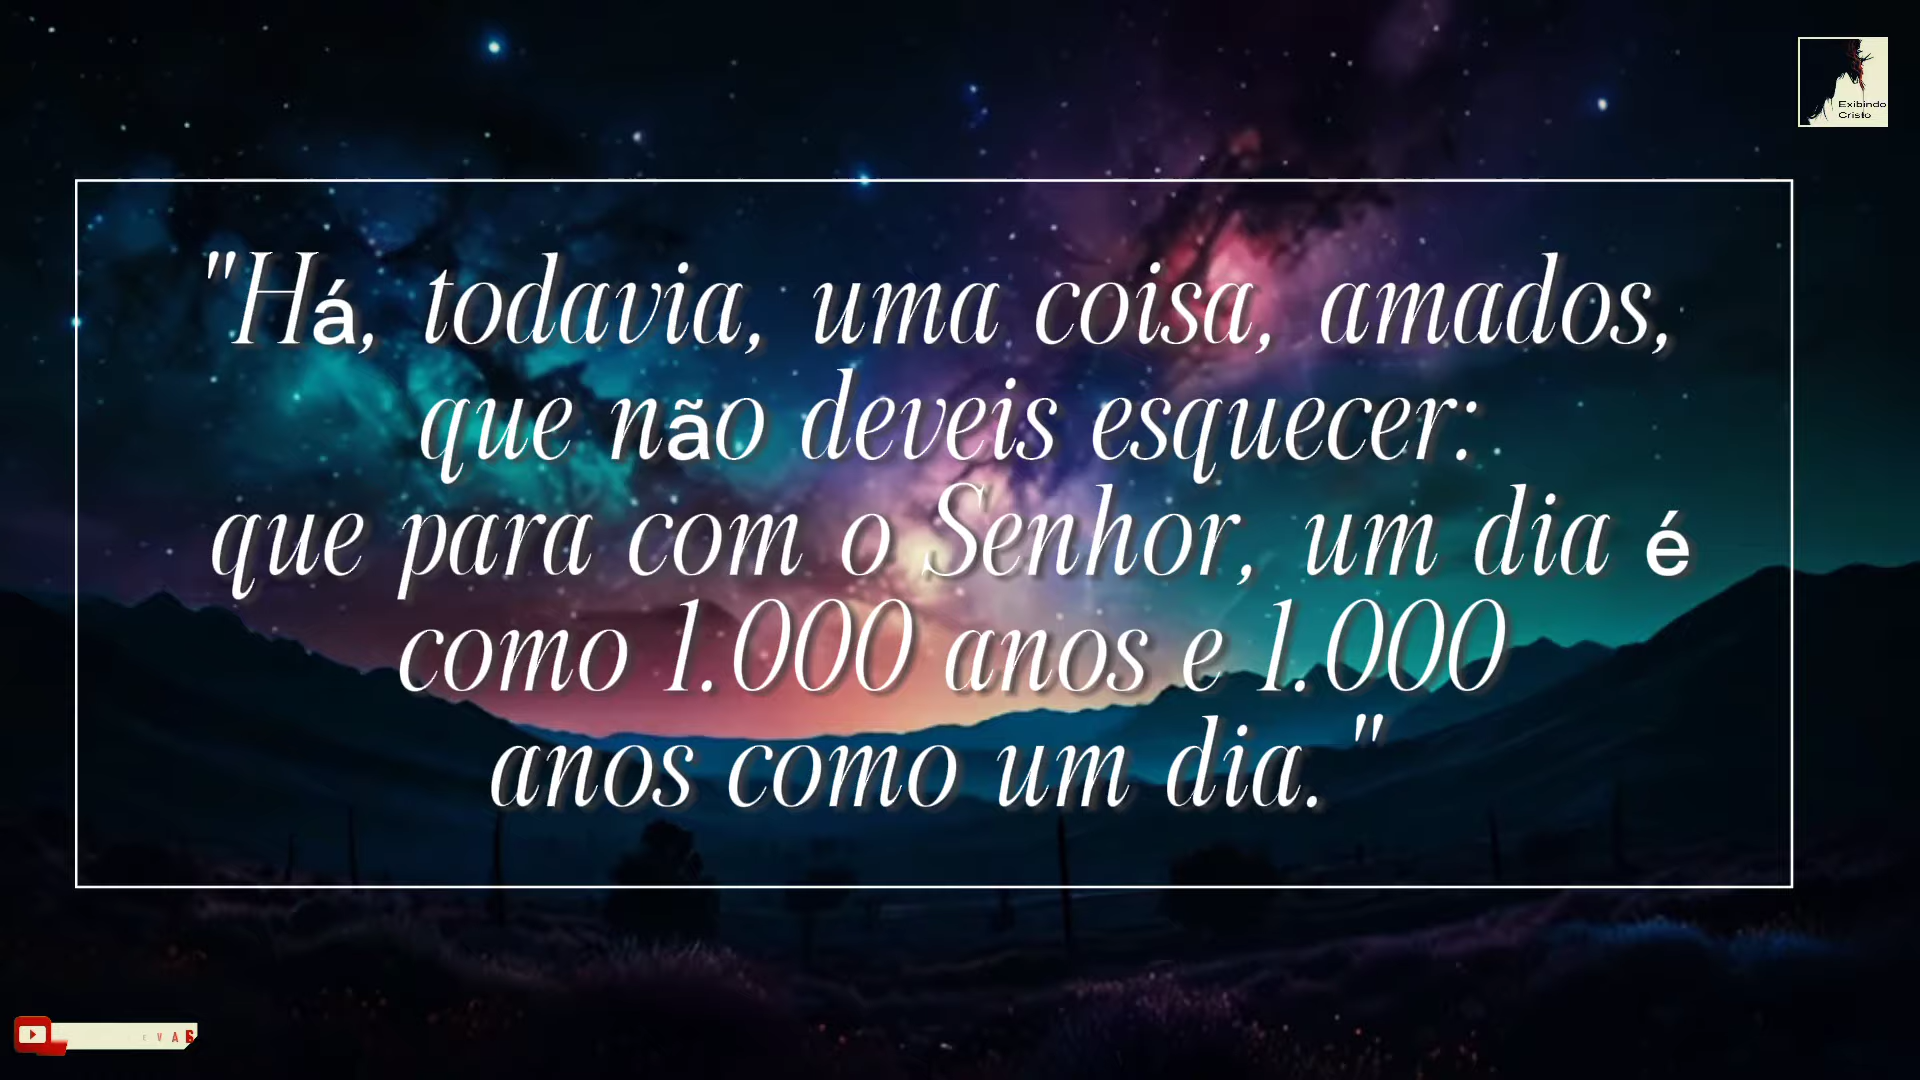 Exibindo
Cristo
"Há, todavia, uma coisa, amados,
que não deveis esquecer:
que para com o Senhor, um dia é
como 1.000 anos e 1.000
anos como um dia."